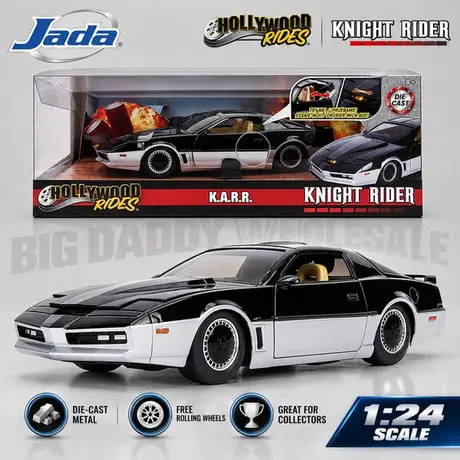 Jada
HOLLYWOOD
RIDES
KNIGHT RIDER
DIE
CAST
HOLLYWOOD
RIDES
K.A.R.R.
KNIGHT RIDER
BIG DADDY WHOLESALE
DIE-CAST
METAL
FREE
ROLLING WHEELS
GREAT FOR
COLLECTORS
1:24
SCALE